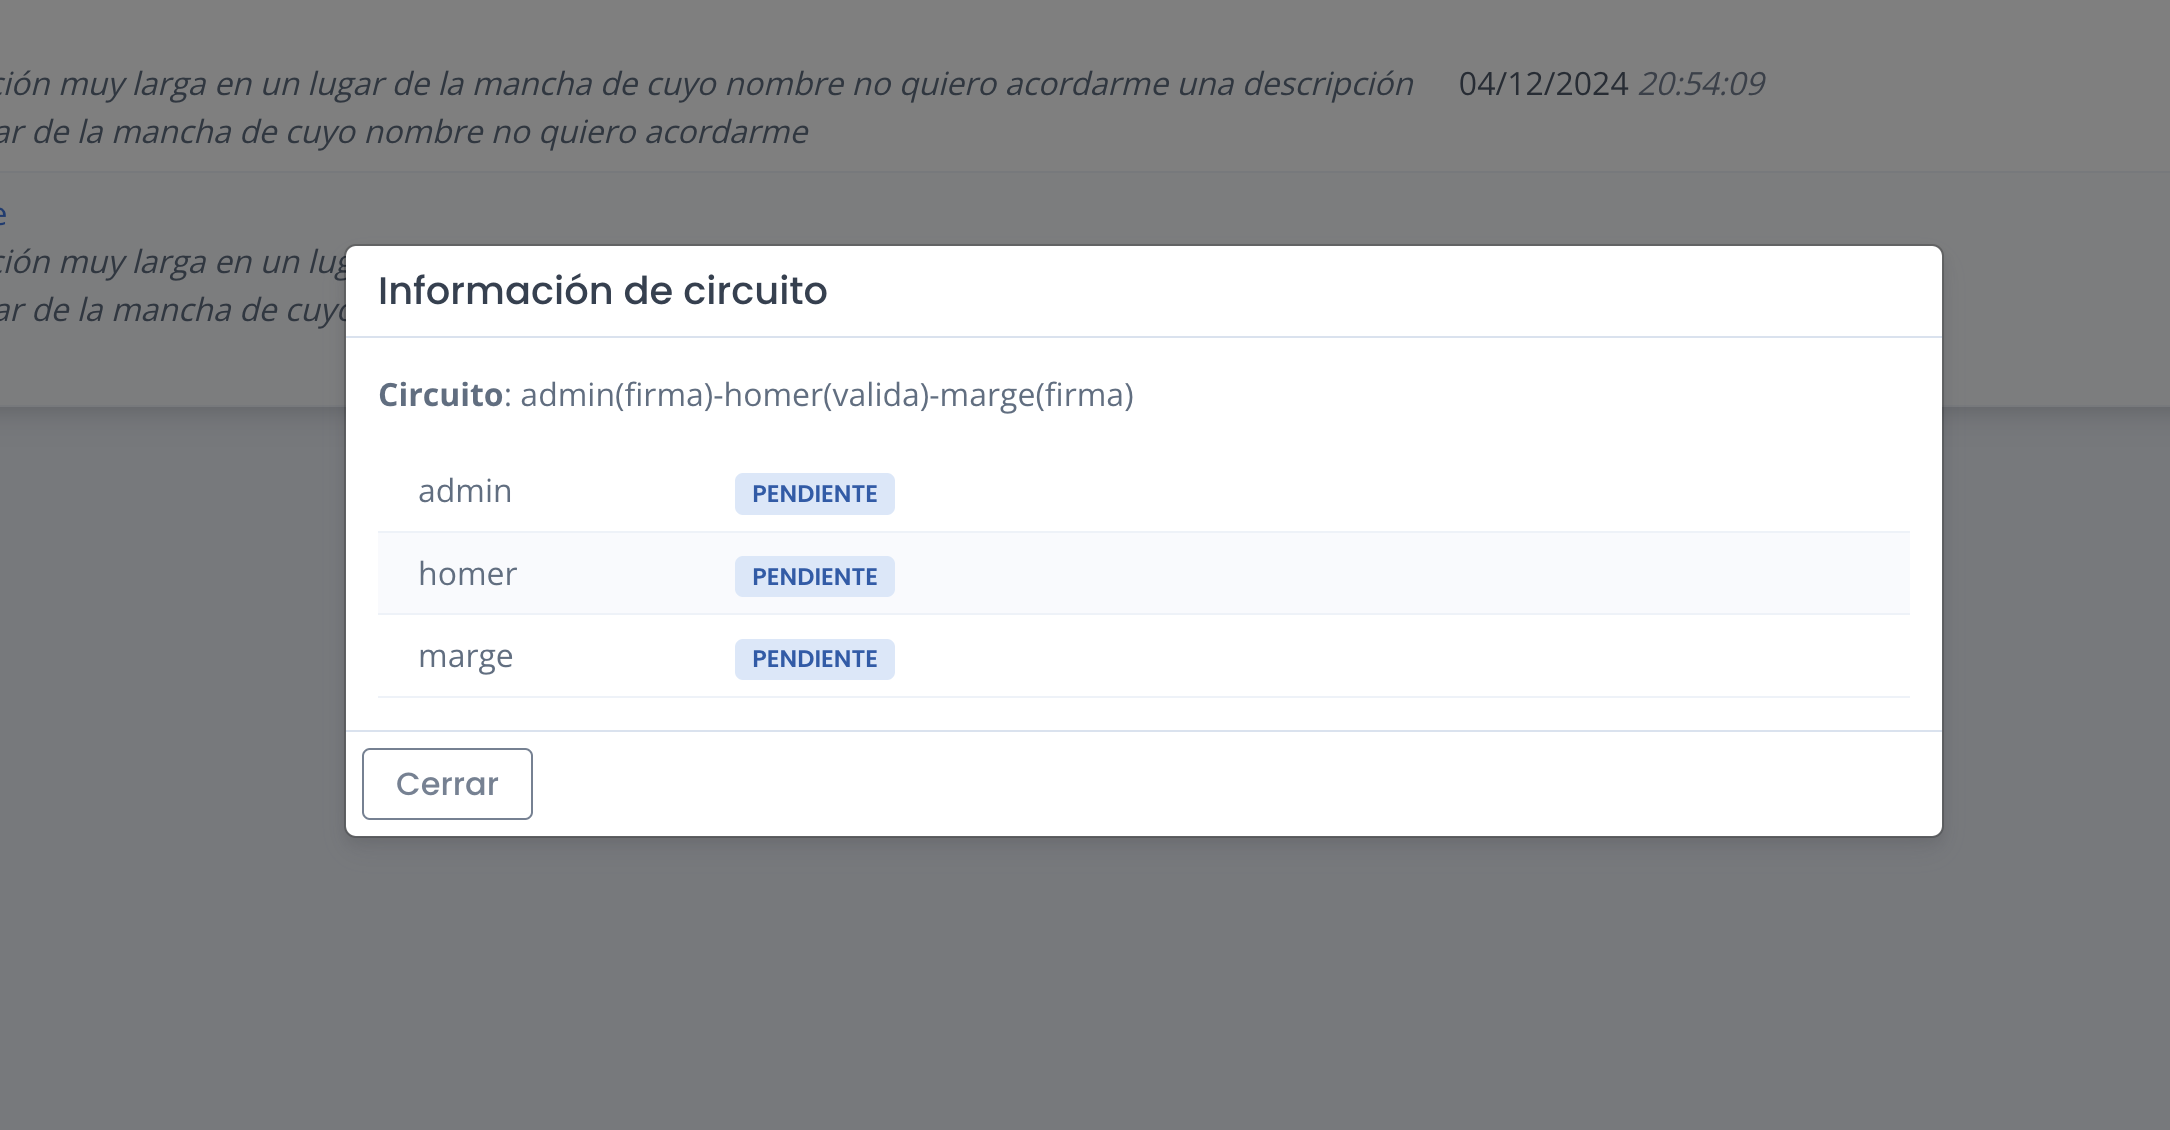 ción muy larga en un lugar de la mancha de cuyo nombre no quiero acordarme una descripción 04/12/2024 20:54:09
ar de la mancha de cuyo nombre no quiero acordarme
e
ción muy larga en un lug
ar de la mancha de cuyo
Información de circuito
Circuito: admin(firma)-homer(valida)-marge(firma)
admin PENDIENTE
homer PENDIENTE
marge PENDIENTE
Cerrar